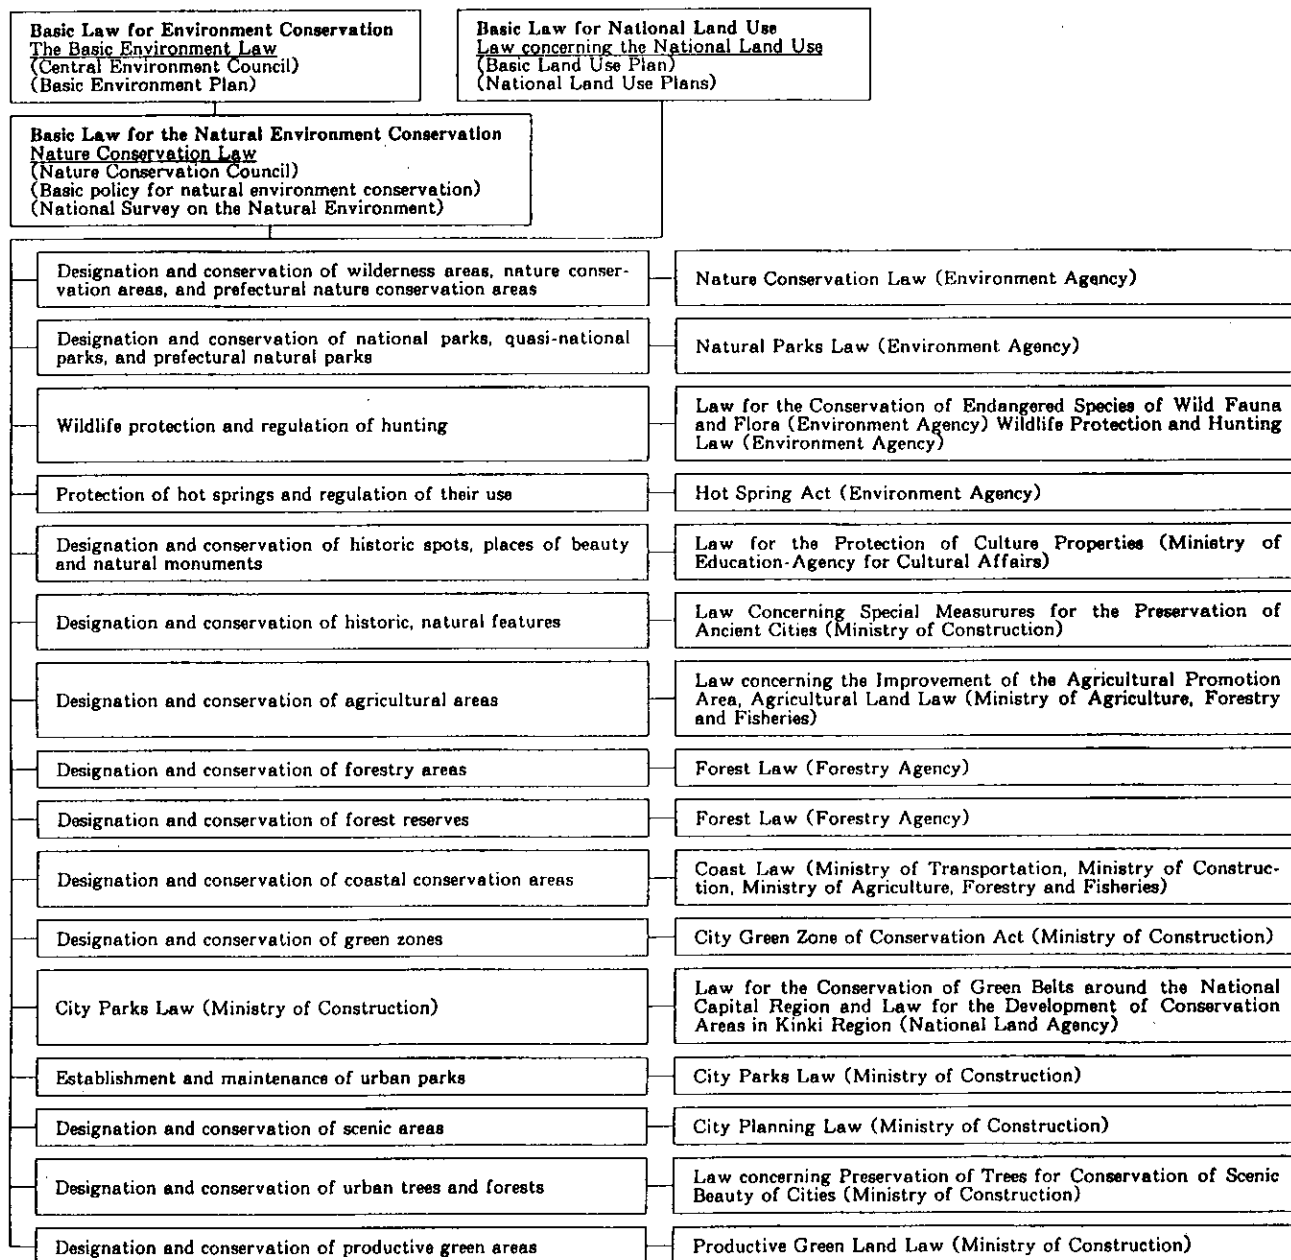 Basic Law for Environment Conservation
The Basic Environment Law
(Central Environment Council)
(Basic Environment Plan)
Basic Law for National Land Use
Law concerning the National Land Use
(Basic Land Use Plan)
(National Land Use Plans)
Basic Law for the Natural Environment Conservation
Nature Conservation Law
(Nature Conservation Council)
(Basic policy for natural environment conservation)
(National Survey on the Natural Environment)
Designation and conservation of wilderness areas, nature conser-
vation areas, and prefectural nature conservation areas
Nature Conservation Law (Environment Agency)
Designation and conservation of national parks, quasi-national
parks, and prefectural natural parks
Natural Parks Law (Environment Agency)
Wildlife protection and regulation of hunting
Law for the Conservation of Endangered Species of Wild Fauna
and Flora (Environment Agency) Wildlife Protection and Hunting
Law (Environment Agency)
Protection of hot springs and regulation of their use
Hot Spring Act (Environment Agency)
Designation and conservation of historic spots, places of beauty
and natural monuments
Law for the Protection of Culture Properties (Ministry of
Education-Agency for Cultural Affairs)
Designation and conservation of historic, natural features
Law Concerning Special Measurures for the Preservation of
Ancient Cities (Ministry of Construction)
Designation and conservation of agricultural areas
Law concerning the Improvement of the Agricultural Promotion
Area, Agricultural Land Law (Ministry of Agriculture, Forestry
and Fisheries)
Designation and conservation of forestry areas
Forest Law (Forestry Agency)
Designation and conservation of forest reserves
Forest Law (Forestry Agency)
Designation and conservation of coastal conservation areas
Coast Law (Ministry of Transportation, Ministry of Construc-
tion, Ministry of Agriculture, Forestry and Fisheries)
Designation and conservation of green zones
City Green Zone of Conservation Act (Ministry of Construction)
City Parks Law (Ministry of Construction)
Law for the Conservation of Green Belts around the National
Capital Region and Law for the Development of Conservation
Areas in Kinki Region (National Land Agency)
Establishment and maintenance of urban parks
City Parks Law (Ministry of Construction)
Designation and conservation of scenic areas
City Planning Law (Ministry of Construction)
Designation and conservation of urban trees and forests
Law concerning Preservation of Trees for Conservation of Scenic
Beauty of Cities (Ministry of Construction)
Designation and conservation of productive green areas
Productive Green Land Law (Ministry of Construction)